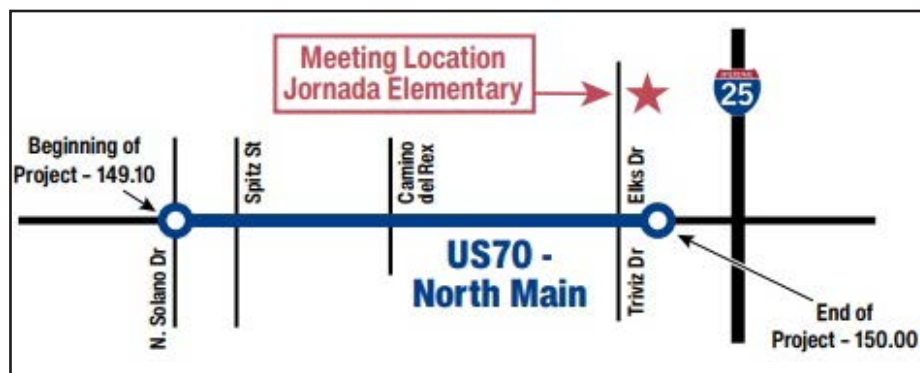 Meeting Location
Jornada Elementary
INTERSTATE
25
Beginning of
Project - 149.10
Spitz St
Camino
del Rex
Elks Dr
N. Solano Dr
US70 -
North Main
Triviz Dr
End of
Project - 150.00